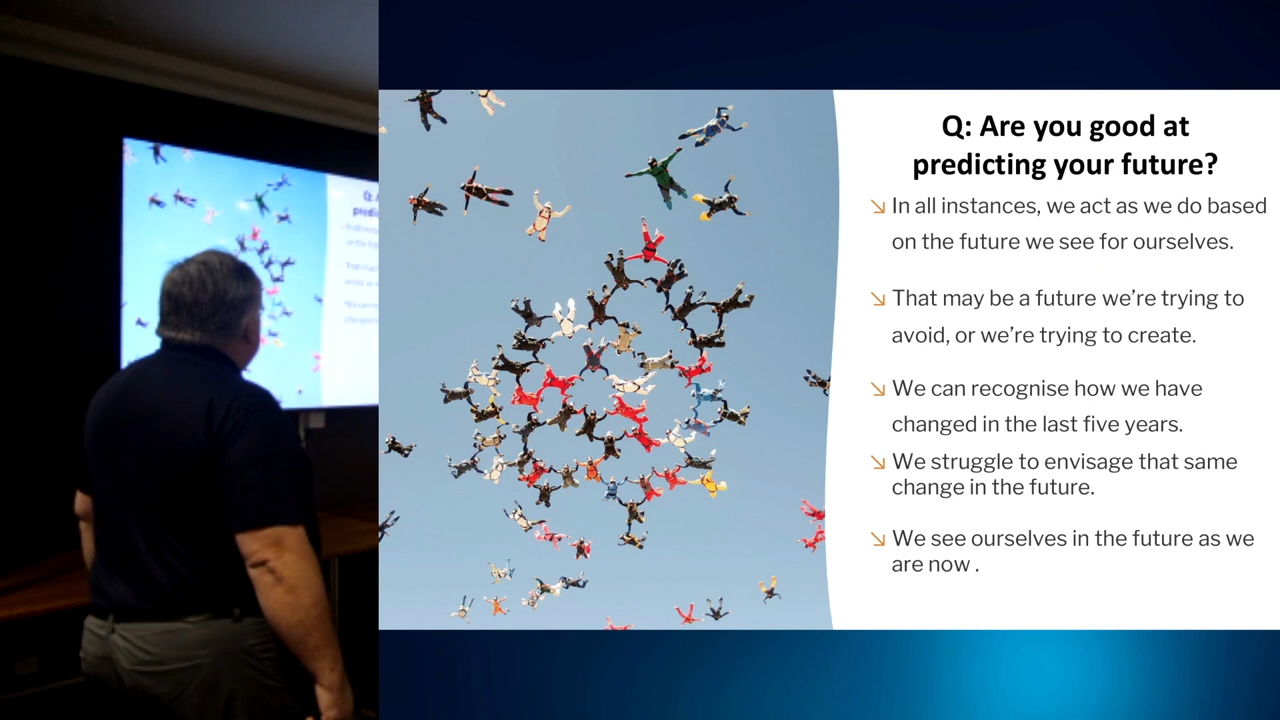 Q: Are you good at
predicting your future?
In all instances, we act as we do based
on the future we see for ourselves.
That may be a future we’re trying to
avoid, or we’re trying to create.
We can recognise how we have
changed in the last five years.
We struggle to envisage that same
change in the future.
We see ourselves in the future as we
are now .